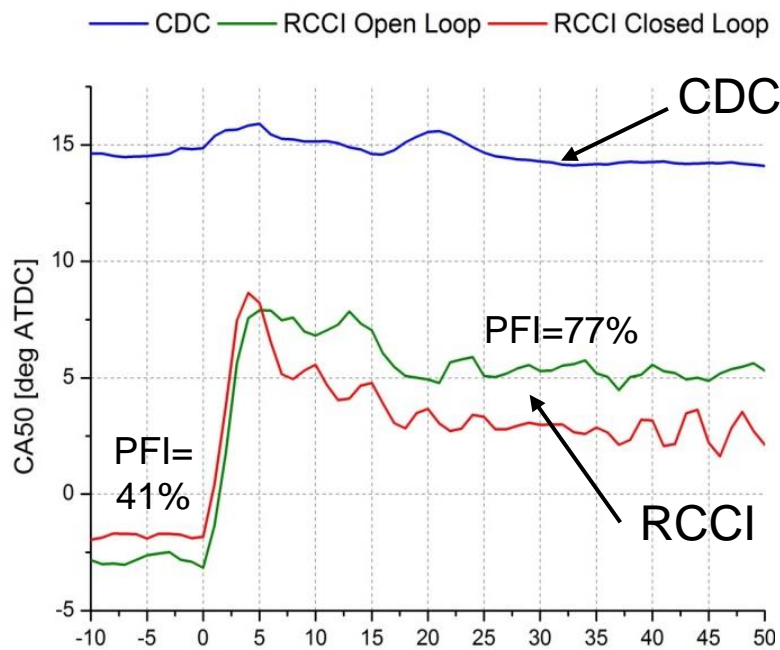 CDC RCCI Open Loop RCCI Closed Loop
CDC
15
10
PFI=77%
5
CA50 [deg ATDC]
PFI=
41%
0
RCCI
-5
-10 -5 0 5 10 15 20 25 30 35 40 45 50